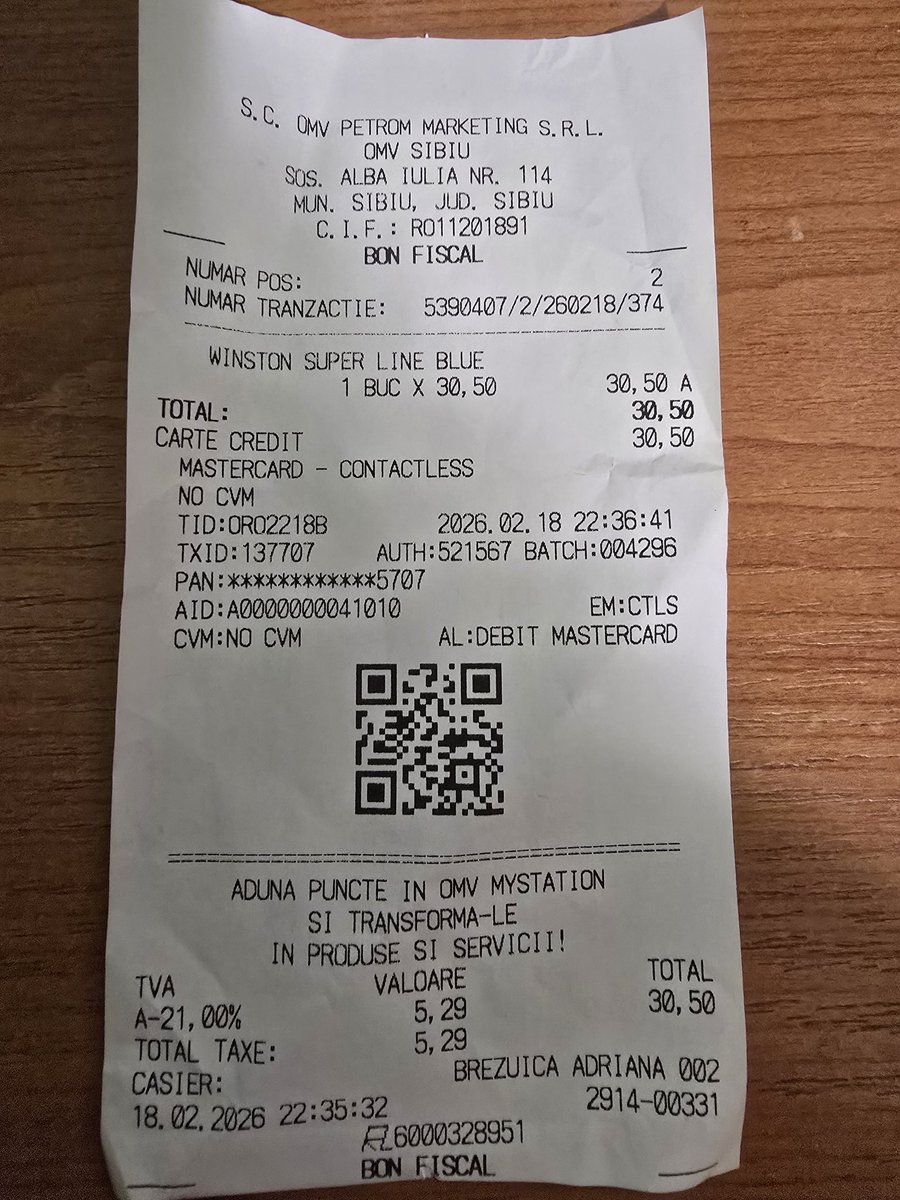 S.C. OMV PETROM MARKETING S.R.L.
OMV SIBIU
SOS. ALBA IULIA NR. 114
MUN. SIBIU, JUD. SIBIU
C.I.F.: RO11201891
BON FISCAL
NUMAR POS: 2
NUMAR TRANZACTIE: 5390407/2/260218/374
WINSTON SUPER LINE BLUE
1 BUC X 30,50 30,50 A
TOTAL: 30,50
CARTE CREDIT 30,50
MASTERCARD - CONTACTLESS
NO CVM
TID:0RO2218B 2026.02.18 22:36:41
TXID:137707 AUTH:521567 BATCH:004296
PAN:************5707
AID:A0000000041010 EM:CTLS
CVM:NO CVM AL:DEBIT MASTERCARD
ADUNA PUNCTE IN OMV MYSTATION
SI TRANSFORMA-LE
IN PRODUSE SI SERVICII!
TVA VALOARE TOTAL
A-21,00% 5,29 30,50
TOTAL TAXE: 5,29
CASIER: BREZUICA ADRIANA 002
18.02.2026 22:35:32 2914-00331
6000328951
BON FISCAL